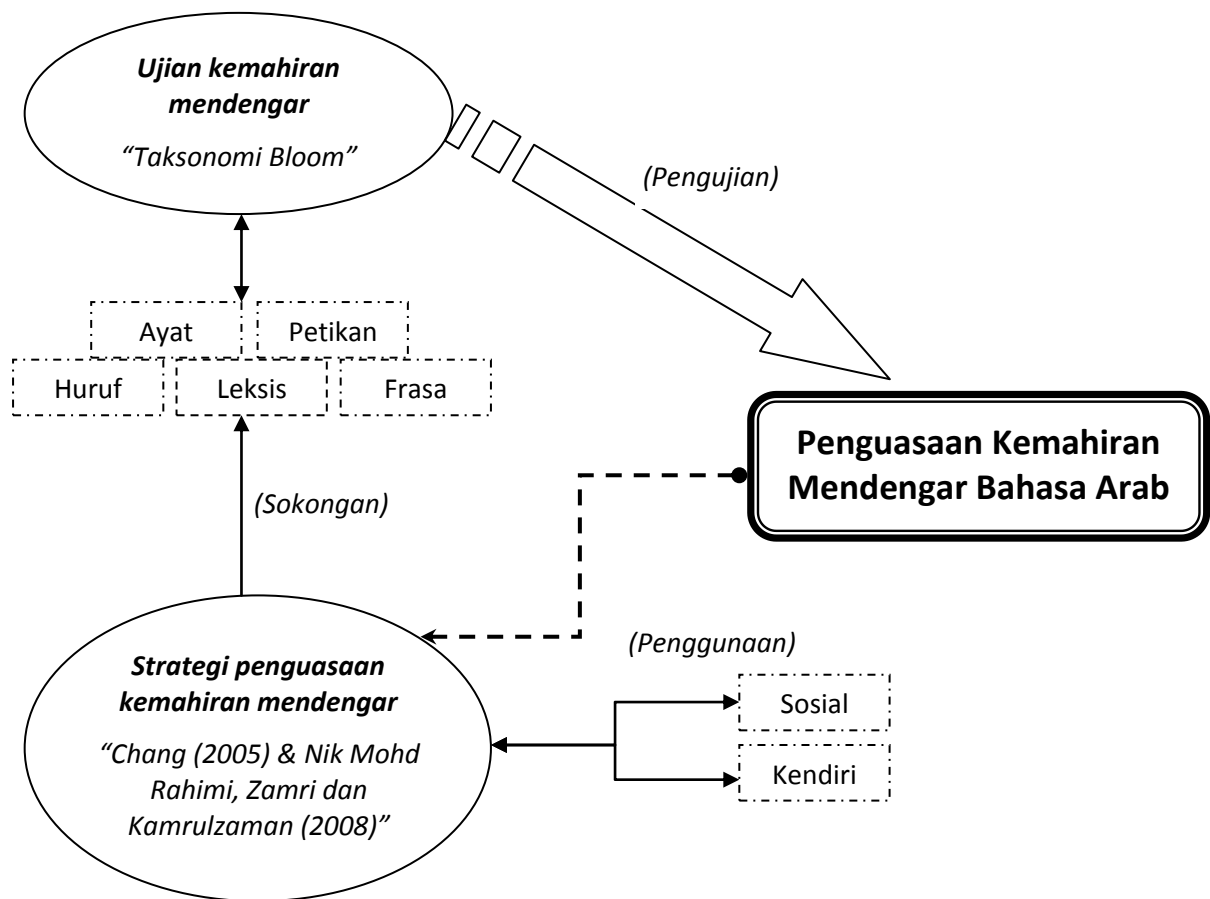 Ujian kemahiran
mendengar
“Taksonomi Bloom”
(Pengujian)
Ayat
Petikan
Huruf
Leksis
Frasa
Penguasaan Kemahiran
Mendengar Bahasa Arab
(Sokongan)
(Penggunaan)
Strategi penguasaan
kemahiran mendengar
“Chang (2005) & Nik Mohd
Rahimi, Zamri dan
Kamrulzaman (2008)”
Sosial
Kendiri